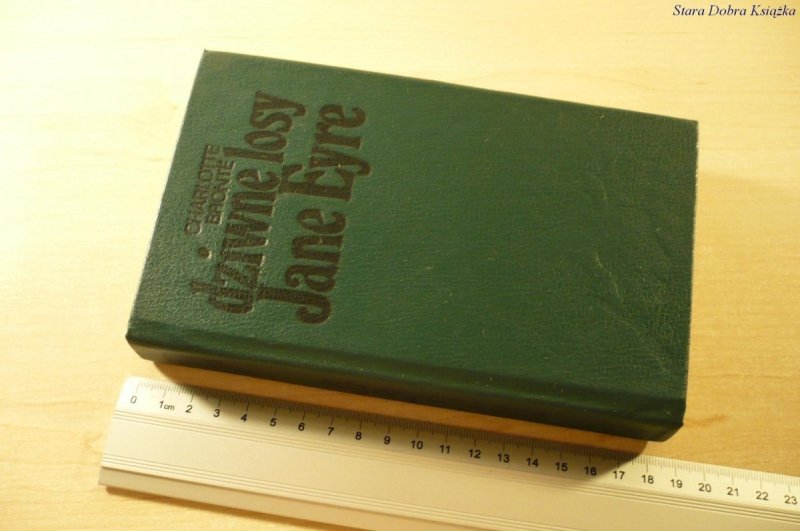 Stara Dobra Książka
CHARLOTTE
BRONTË
dziwne losy
Jane Eyre
0 1cm 2 3 4 5 6 7 8 9 10 11 12 13 14 15 16 17 18 19 20 21 22 23